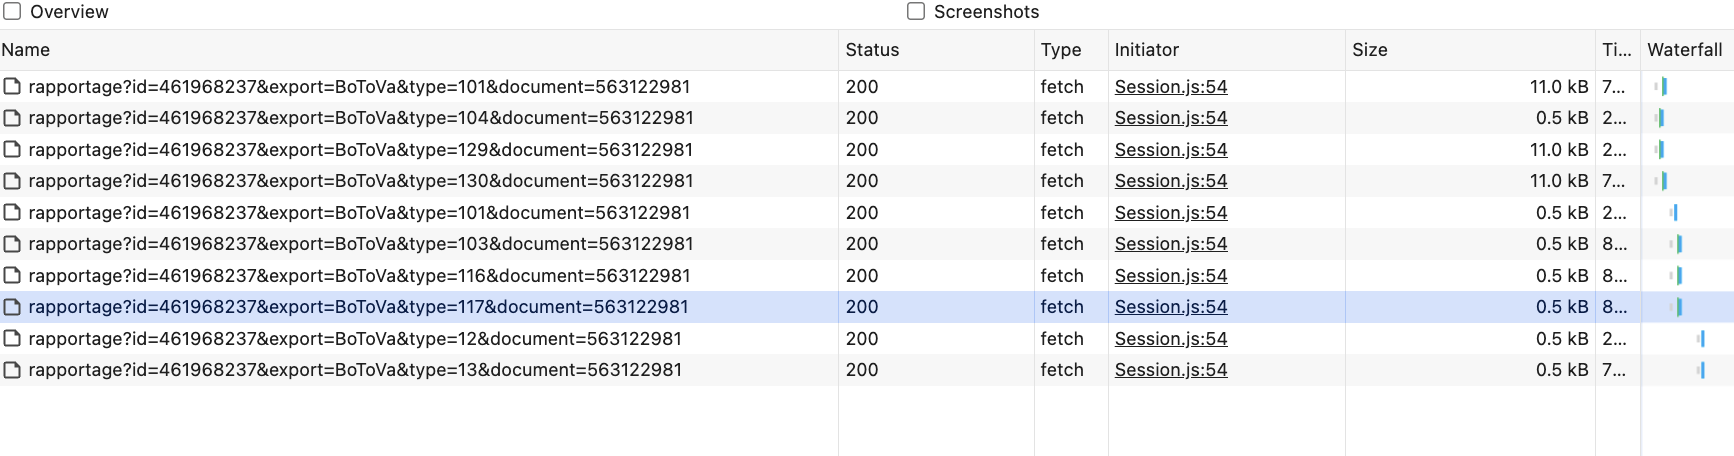 Overview Screenshots
Name Status Type Initiator Size Ti... Waterfall
rapportage?id=461968237&export=BoToVa&type=101&document=563122981 200 fetch Session.js:54 11.0 kB 7...
rapportage?id=461968237&export=BoToVa&type=104&document=563122981 200 fetch Session.js:54 0.5 kB 2...
rapportage?id=461968237&export=BoToVa&type=129&document=563122981 200 fetch Session.js:54 11.0 kB 2...
rapportage?id=461968237&export=BoToVa&type=130&document=563122981 200 fetch Session.js:54 11.0 kB 7...
rapportage?id=461968237&export=BoToVa&type=101&document=563122981 200 fetch Session.js:54 0.5 kB 2...
rapportage?id=461968237&export=BoToVa&type=103&document=563122981 200 fetch Session.js:54 0.5 kB 8...
rapportage?id=461968237&export=BoToVa&type=116&document=563122981 200 fetch Session.js:54 0.5 kB 8...
rapportage?id=461968237&export=BoToVa&type=117&document=563122981 200 fetch Session.js:54 0.5 kB 8...
rapportage?id=461968237&export=BoToVa&type=12&document=563122981 200 fetch Session.js:54 0.5 kB 2...
rapportage?id=461968237&export=BoToVa&type=13&document=563122981 200 fetch Session.js:54 0.5 kB 7...